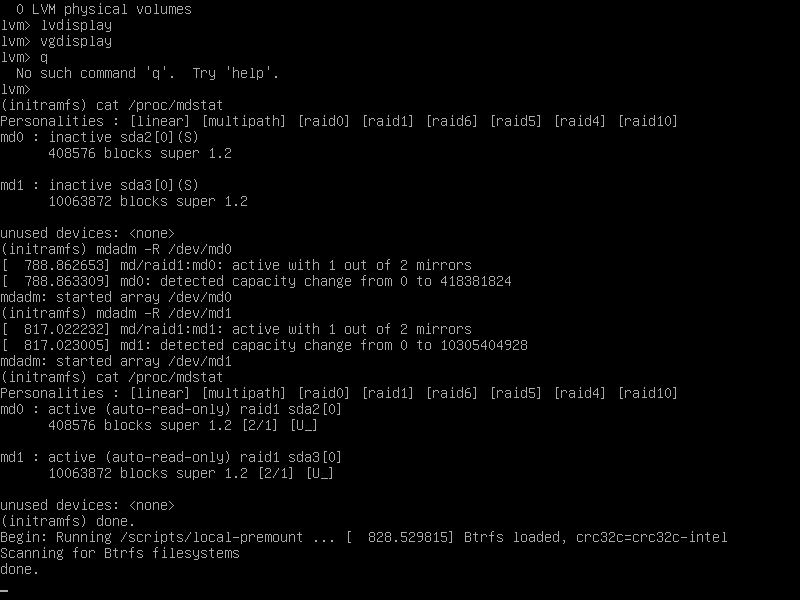 0 LVM physical volumes
lvm> lvdisplay
lvm> vgdisplay
lvm> q
No such command 'q'.  Try 'help'.
lvm>
(initramfs) cat /proc/mdstat
Personalities : [linear] [multipath] [raid0] [raid1] [raid6] [raid5] [raid4] [raid10]
md0 : inactive sda2[0](S)
408576 blocks super 1.2
md1 : inactive sda3[0](S)
10063872 blocks super 1.2
unused devices: <none>
(initramfs) mdadm -R /dev/md0
[  788.862653] md/raid1:md0: active with 1 out of 2 mirrors
[  788.863309] md0: detected capacity change from 0 to 418381824
mdadm: started array /dev/md0
(initramfs) mdadm -R /dev/md1
[  817.022232] md/raid1:md1: active with 1 out of 2 mirrors
[  817.023005] md1: detected capacity change from 0 to 10305404928
mdadm: started array /dev/md1
(initramfs) cat /proc/mdstat
Personalities : [linear] [multipath] [raid0] [raid1] [raid6] [raid5] [raid4] [raid10]
md0 : active (auto-read-only) raid1 sda2[0]
408576 blocks super 1.2 [2/1] [U_]
md1 : active (auto-read-only) raid1 sda3[0]
10063872 blocks super 1.2 [2/1] [U_]
unused devices: <none>
(initramfs) done.
Begin: Running /scripts/local-premount ... [  828.529815] Btrfs loaded, crc32c=crc32c-intel
Scanning for Btrfs filesystems
done.